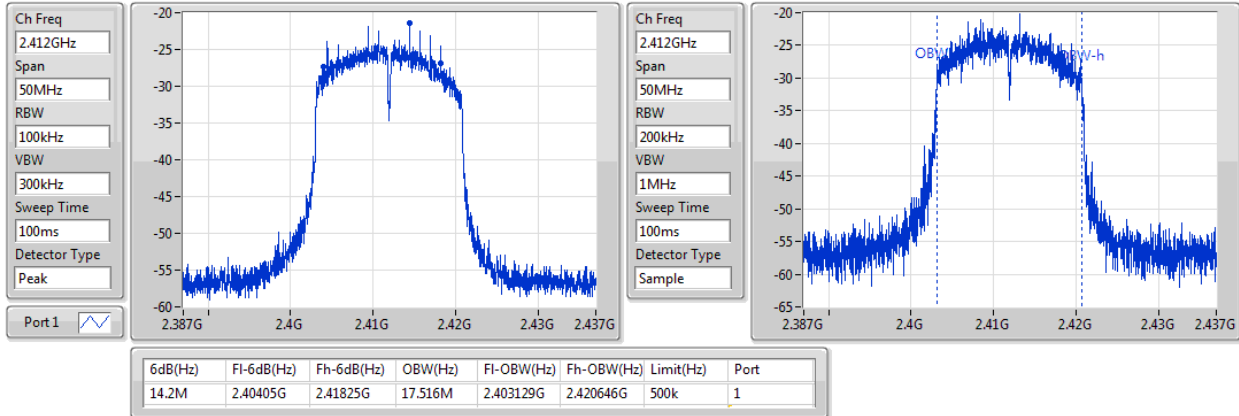 Ch Freq
2.412GHz
Span
50MHz
RBW
100kHz
VBW
300kHz
Sweep Time
100ms
Detector Type
Peak
Port 1
-20
-25
-30
-35
-40
-45
-50
-55
-60
2.387G 2.4G 2.41G 2.42G 2.43G 2.437G
Ch Freq
2.412GHz
Span
50MHz
RBW
200kHz
VBW
1MHz
Sweep Time
100ms
Detector Type
Sample
-20
-25
-30
-35
-40
-45
-50
-55
-60
-65
2.387G 2.4G 2.41G 2.42G 2.43G 2.437G
6dB(Hz) Fl-6dB(Hz) Fh-6dB(Hz) OBW(Hz) Fl-OBW(Hz) Fh-OBW(Hz) Limit(Hz) Port
14.2M 2.40405G 2.41825G 17.516M 2.403129G 2.420646G 500k 1